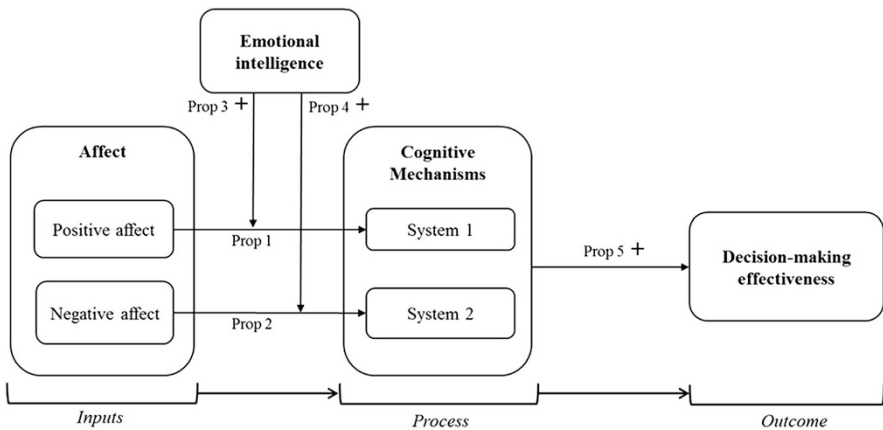 Emotional
intelligence
Prop 3 +
Prop 4 +
Affect
Cognitive
Mechanisms
Positive affect
Prop 1
System 1
Prop 5 +
Decision-making
effectiveness
Negative affect
Prop 2
System 2
Inputs
Process
Outcome